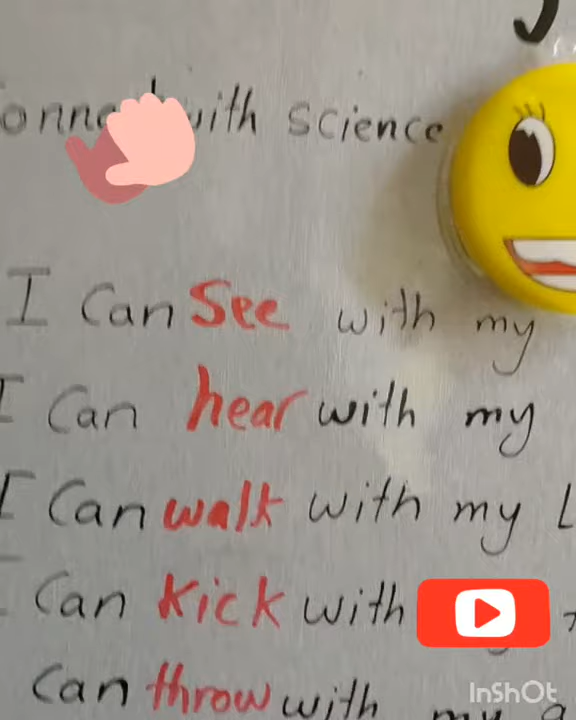 with science
I Can See with my
I Can hear with my
I Can walk with my L
I Can kick with
Can throw with my
InShOt